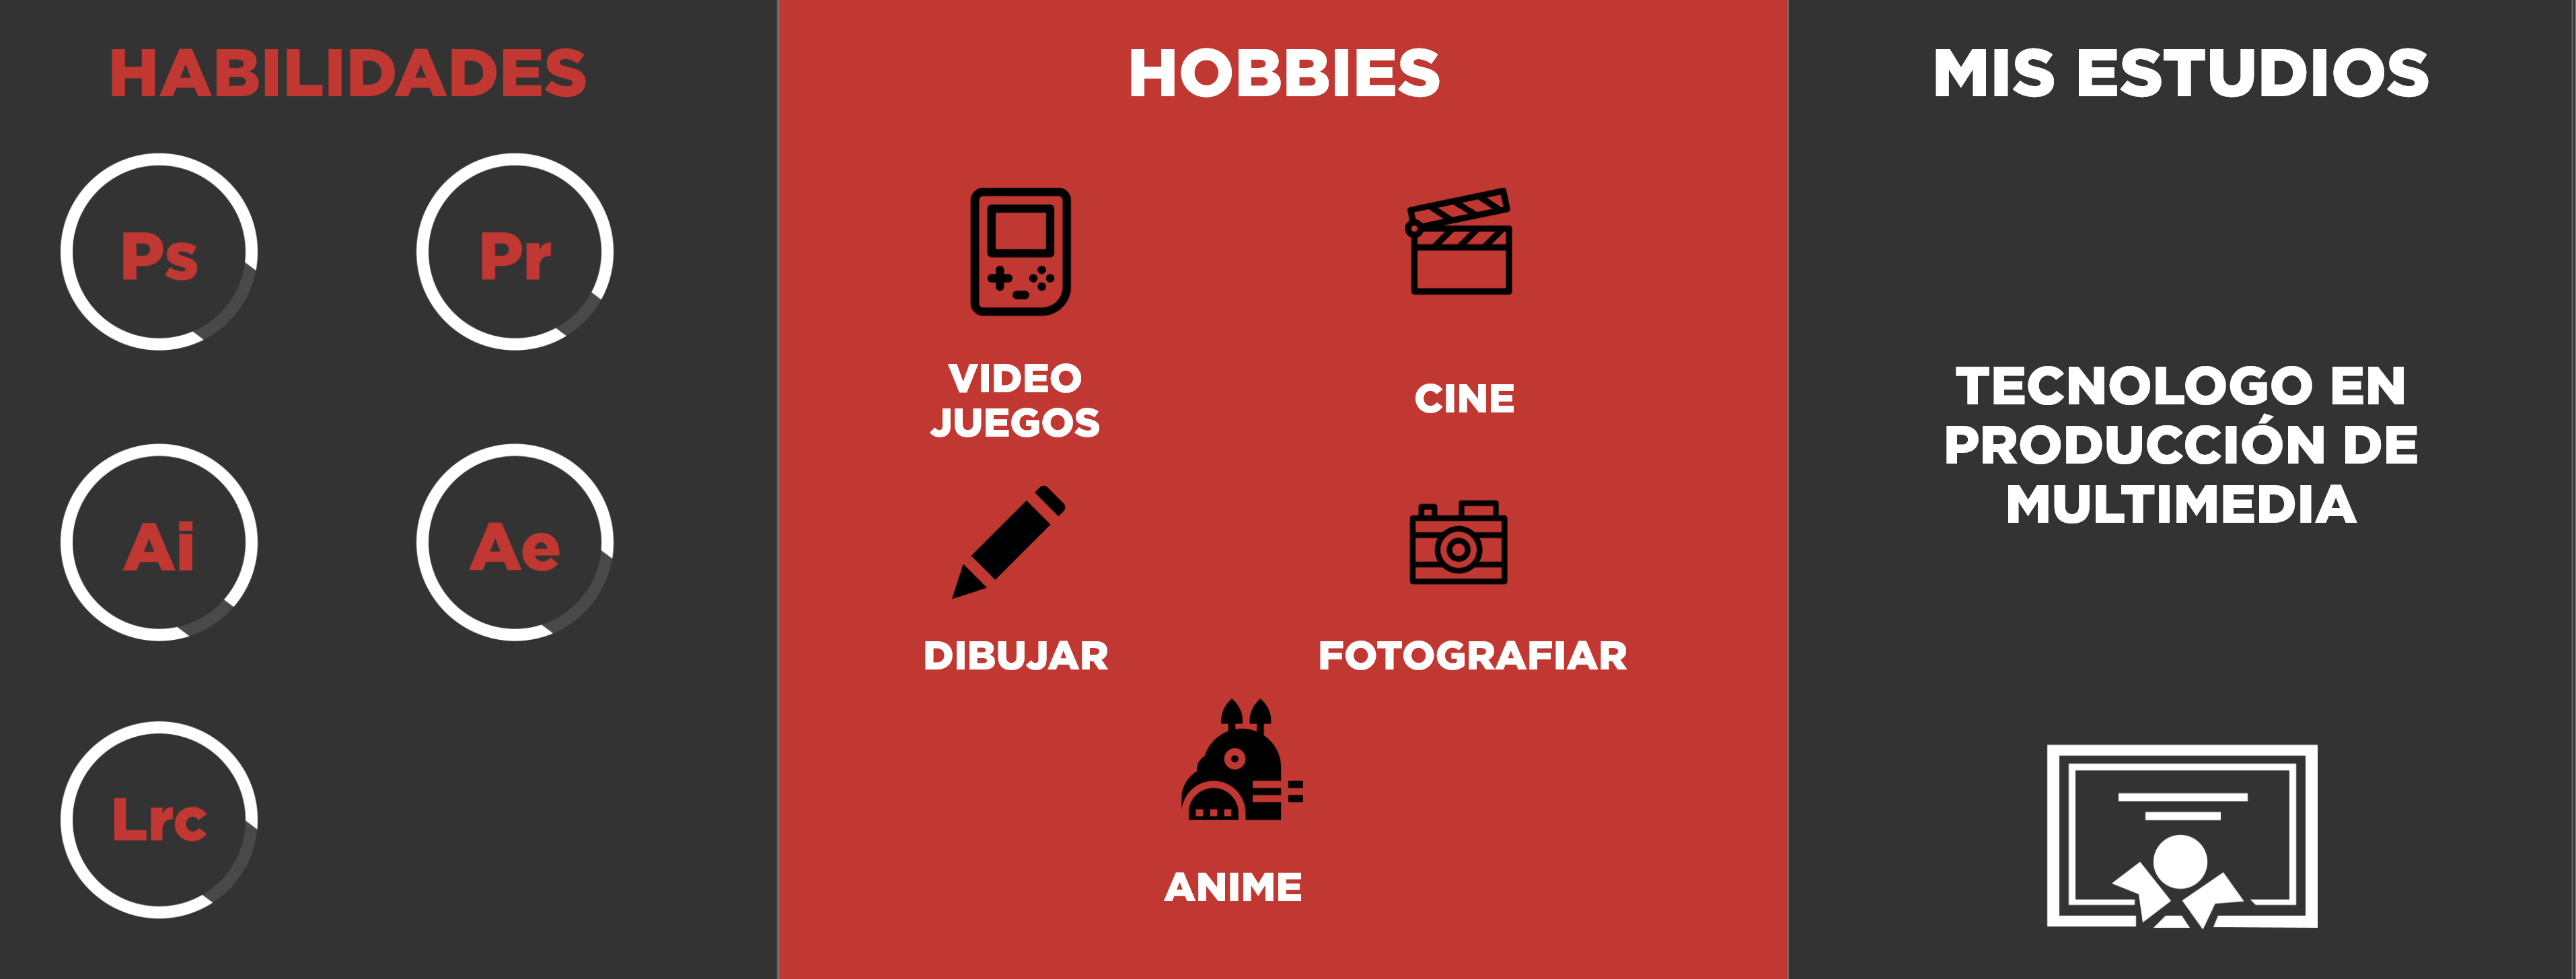 HABILIDADES
Ps
Pr
Ai
Ae
Lrc
HOBBIES
VIDEO
JUEGOS
CINE
DIBUJAR
FOTOGRAFIAR
ANIME
MIS ESTUDIOS
TECNOLOGO EN
PRODUCCIÓN DE
MULTIMEDIA